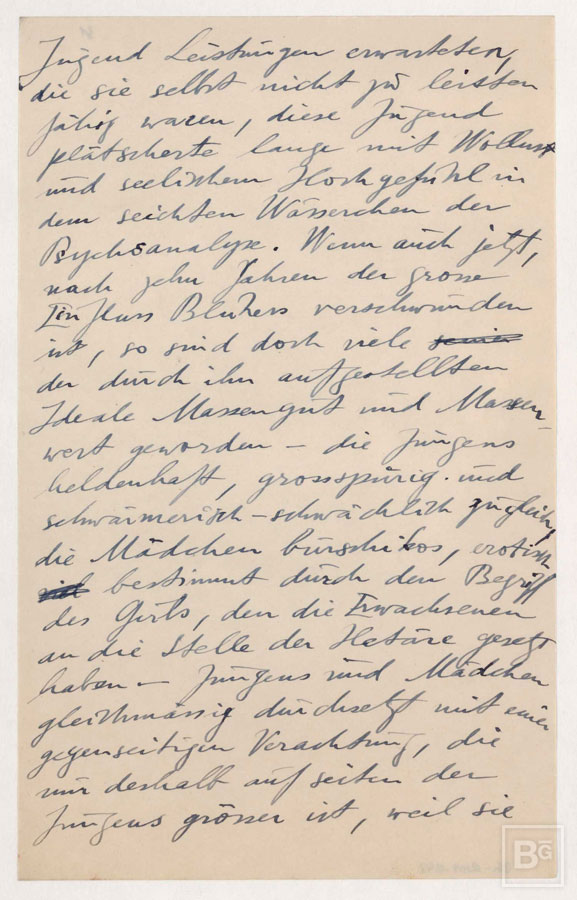 Jugend Leistungen erwarteten,
die sie selbst nicht zu leisten
fähig waren, diese Jugend
plätscherte lange mit Wollust
und seelischem Hochgefühl in
dem seichten Wässerchen der
Psychoanalyse. Wenn auch jetzt,
nach zehn Jahren der grosse
Einfluss Blühers verschwunden
ist, so sind doch viele
der durch ihn aufgestellten
Ideale Massengut und Massen-
wert geworden – die Jungens
heldenhaft, grossspurig und
schwärmerisch-schwächlich zugleich,
die Mädchen burschikos, erotisch
bestimmt durch den Begriff
des Girls, den die Erwachsenen
an die Stelle der Hetäre gesetzt
haben – Jungens und Mädchen
gleichmässig durchsetzt mit einer
gegenseitigen Verachtung, die
nur deshalb auf seiten der
Jungens grösser ist, weil sie
BG